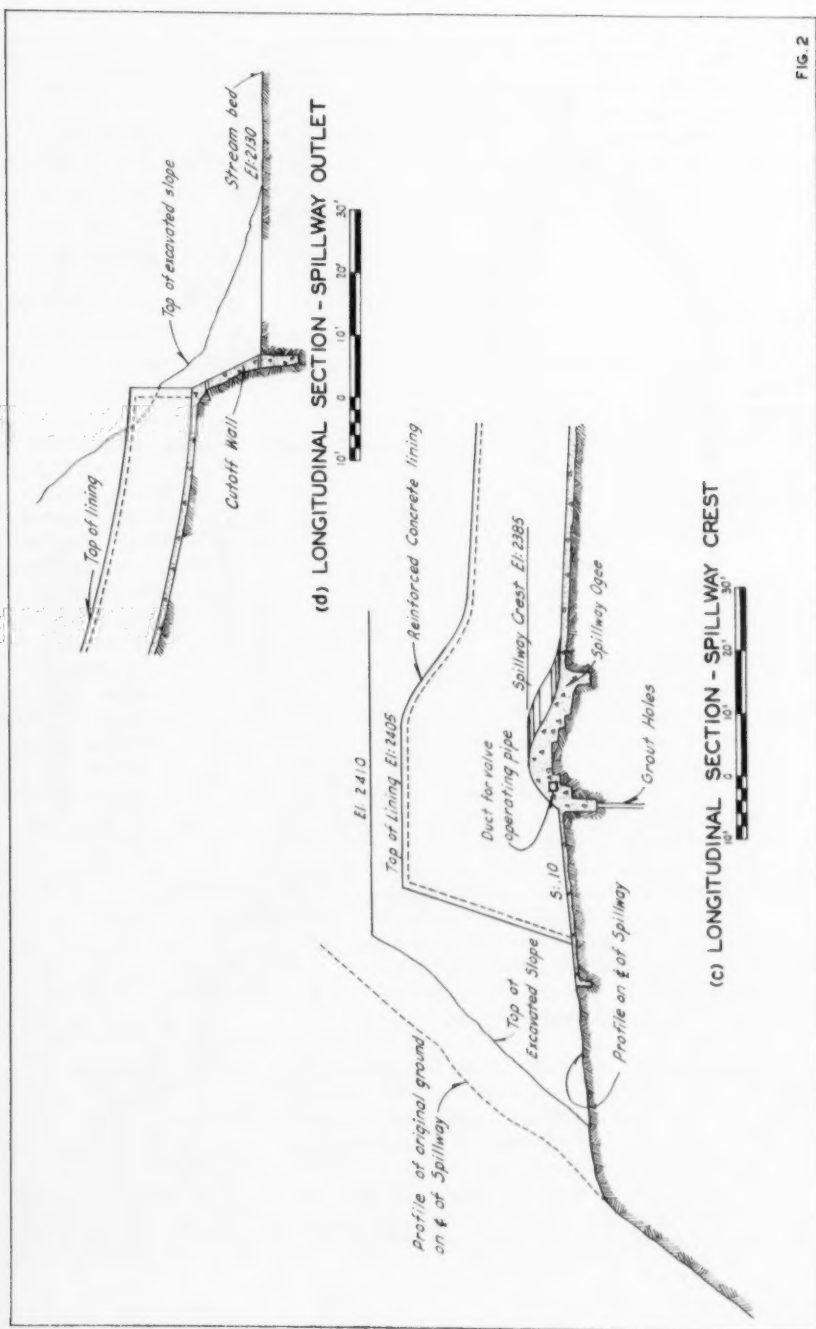 FIG. 2
Top of lining
Top of excavated slope
Stream bed
El: 2130
Cutoff Wall
(d) LONGITUDINAL SECTION - SPILLWAY OUTLET
10' 0 10' 20' 30'
El: 2410
Top of Lining El: 2405
Reinforced Concrete lining
Profile of original ground
on ℄ of Spillway
Top of
Excavated Slope
Duct for valve
operating pipe
Spillway Crest El: 2385
Spillway Ogee
S: .10
Profile on ℄ of Spillway
Grout Holes
(c) LONGITUDINAL SECTION - SPILLWAY CREST
10' 0 10' 20' 30'